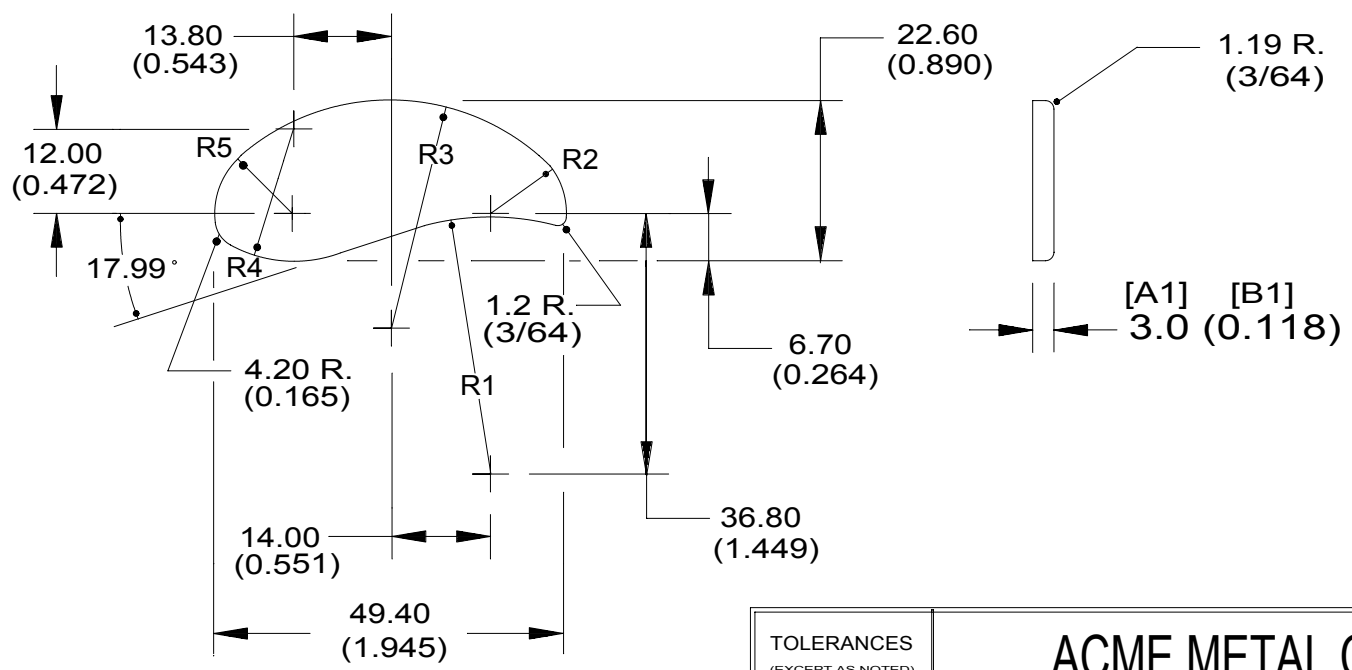 13.80
(0.543)
22.60
(0.890)
1.19 R.
(3/64)
12.00
(0.472)
R5
R3
R2
17.99°
R4
1.2 R.
(3/64)
[A1] [B1]
3.0 (0.118)
6.70
(0.264)
4.20 R.
(0.165)
R1
14.00
(0.551)
36.80
(1.449)
49.40
(1.945)
TOLERANCES
(EXCEPT AS NOTED)
ACME METAL